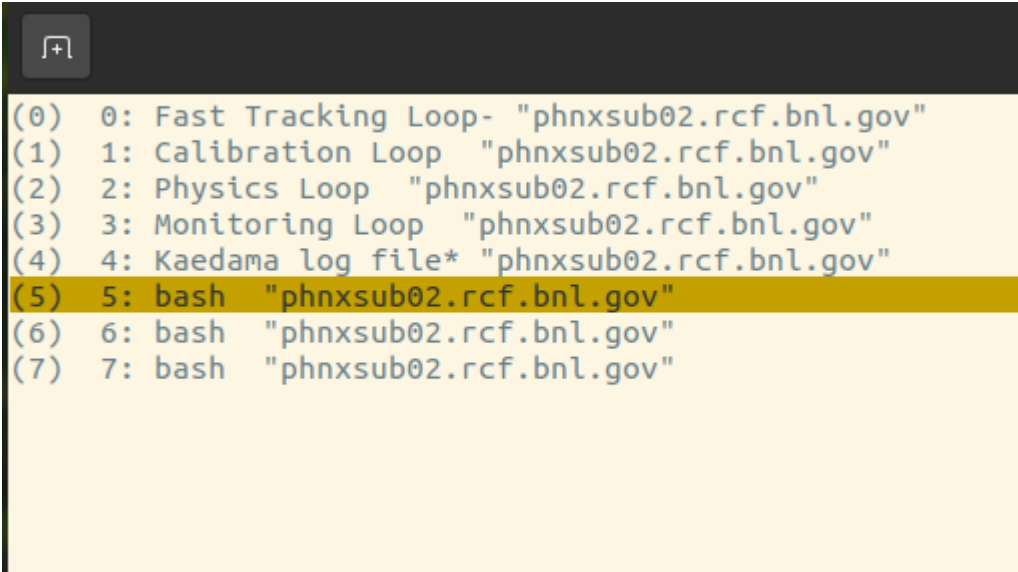 (0)  0: Fast Tracking Loop- "phnxsub02.rcf.bnl.gov"
(1)  1: Calibration Loop  "phnxsub02.rcf.bnl.gov"
(2)  2: Physics Loop  "phnxsub02.rcf.bnl.gov"
(3)  3: Monitoring Loop  "phnxsub02.rcf.bnl.gov"
(4)  4: Kaedama log file* "phnxsub02.rcf.bnl.gov"
(5)  5: bash  "phnxsub02.rcf.bnl.gov"
(6)  6: bash  "phnxsub02.rcf.bnl.gov"
(7)  7: bash  "phnxsub02.rcf.bnl.gov"